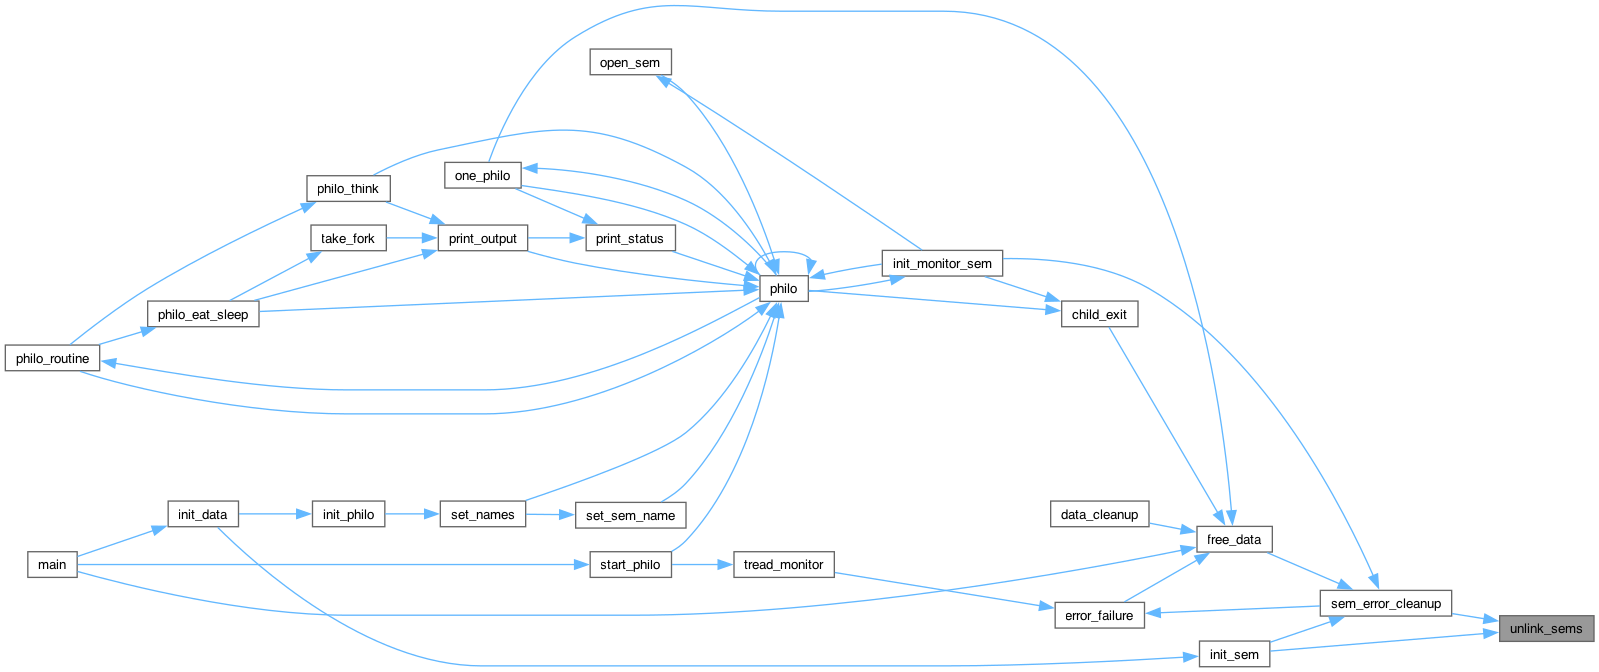 open_sem
one_philo
philo_think
take_fork
print_output
print_status
init_monitor_sem
philo
philo_eat_sleep
child_exit
philo_routine
data_cleanup
init_data
init_philo
set_names
set_sem_name
free_data
main
start_philo
tread_monitor
sem_error_cleanup
error_failure
unlink_sems
init_sem